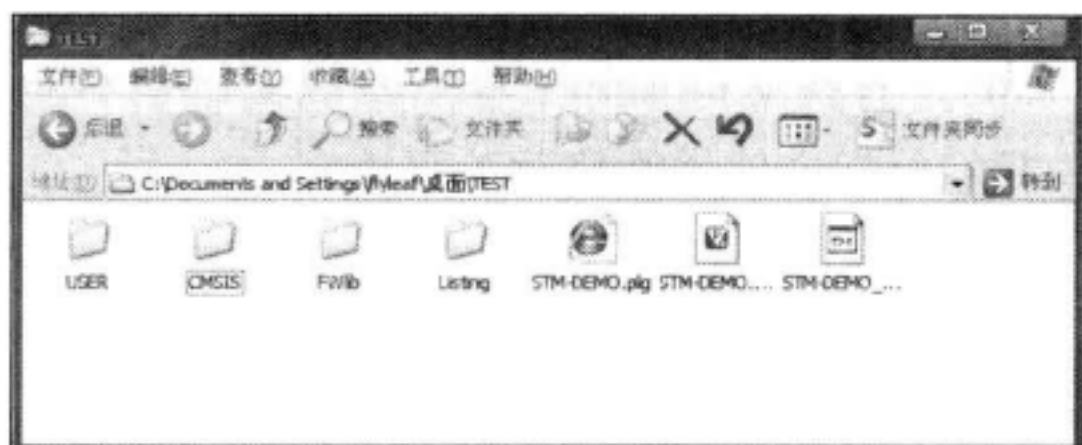 TEST
文件(F) 编辑(E) 查看(V) 收藏(A) 工具(T) 帮助(H)
后退 搜索 文件夹 文件夹同步
地址(D) C:\Documents and Settings\flyleaf\桌面\TEST 转到
USER CMSIS FWlib Listing STM-DEMO.plg STM-DEMO.... STM-DEMO_...